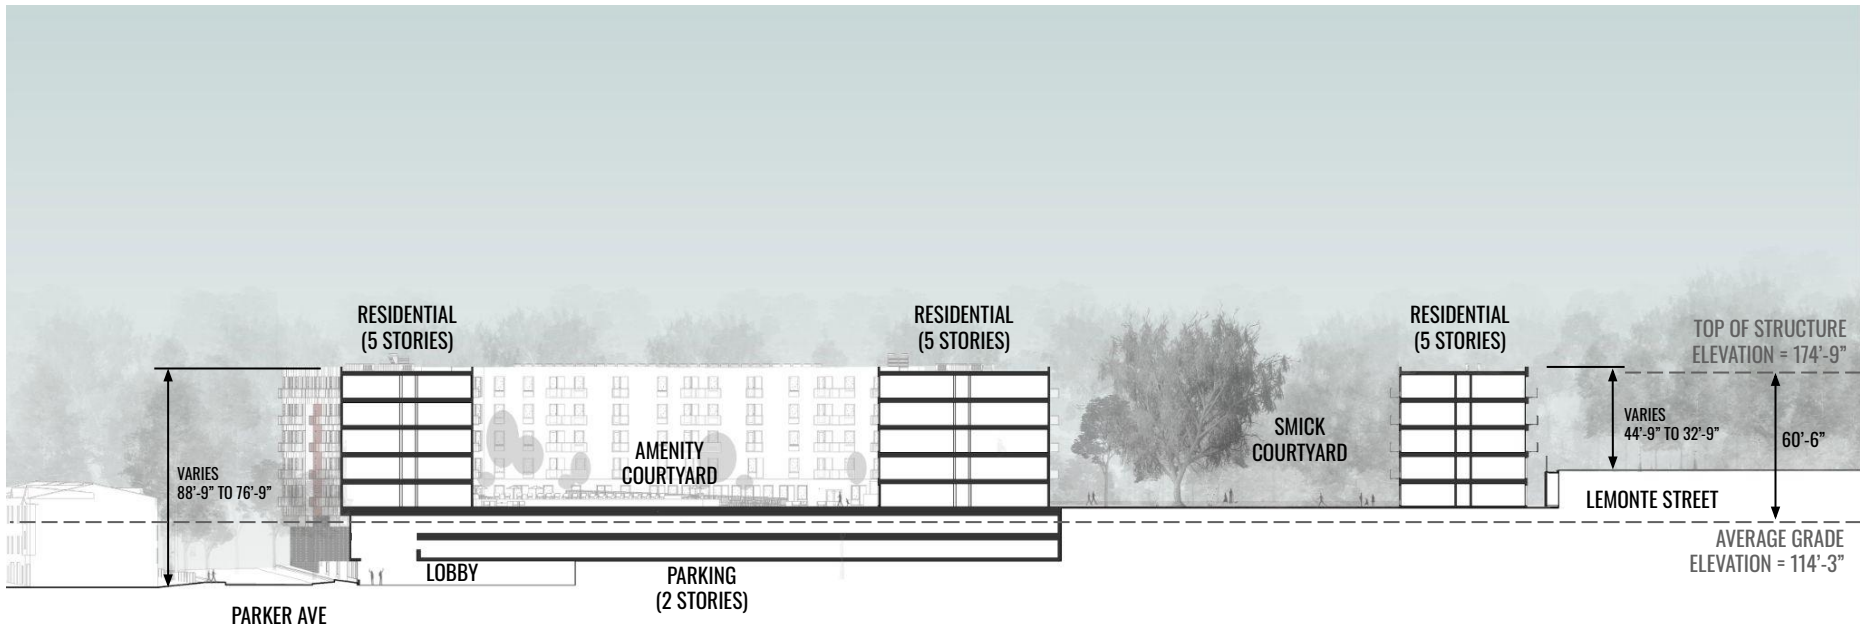 RESIDENTIAL
(5 STORIES)
RESIDENTIAL
(5 STORIES)
RESIDENTIAL
(5 STORIES)
TOP OF STRUCTURE
ELEVATION = 174'-9"
VARIES
88'-9" TO 76'-9"
AMENITY
COURTYARD
SMICK
COURTYARD
VARIES
44'-9" TO 32'-9"
60'-6"
LEMONTE STREET
AVERAGE GRADE
ELEVATION = 114'-3"
LOBBY
PARKING
(2 STORIES)
PARKER AVE